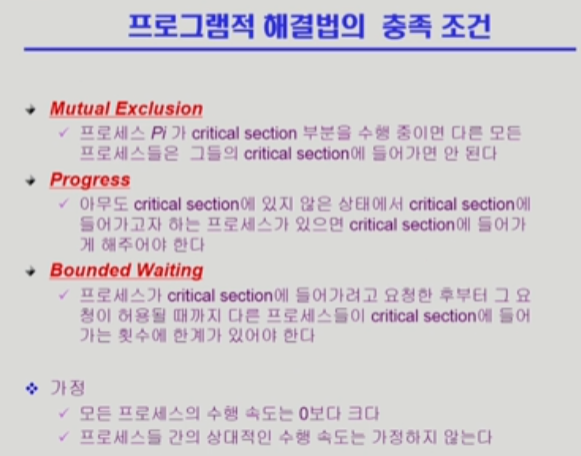 프로그램적 해결법의 충족 조건
Mutual Exclusion
프로세스 Pi 가 critical section 부분을 수행 중이면 다른 모든
프로세스들은 그들의 critical section에 들어가면 안 된다
Progress
아무도 critical section에 있지 않은 상태에서 critical section에
들어가고자 하는 프로세스가 있으면 critical section에 들어가
게 해주어야 한다
Bounded Waiting
프로세스가 critical section에 들어가려고 요청한 후부터 그 요
청이 허용될 때까지 다른 프로세스들이 critical section에 들어
가는 횟수에 한계가 있어야 한다
가정
모든 프로세스의 수행 속도는 0보다 크다
프로세스들 간의 상대적인 수행 속도는 가정하지 않는다